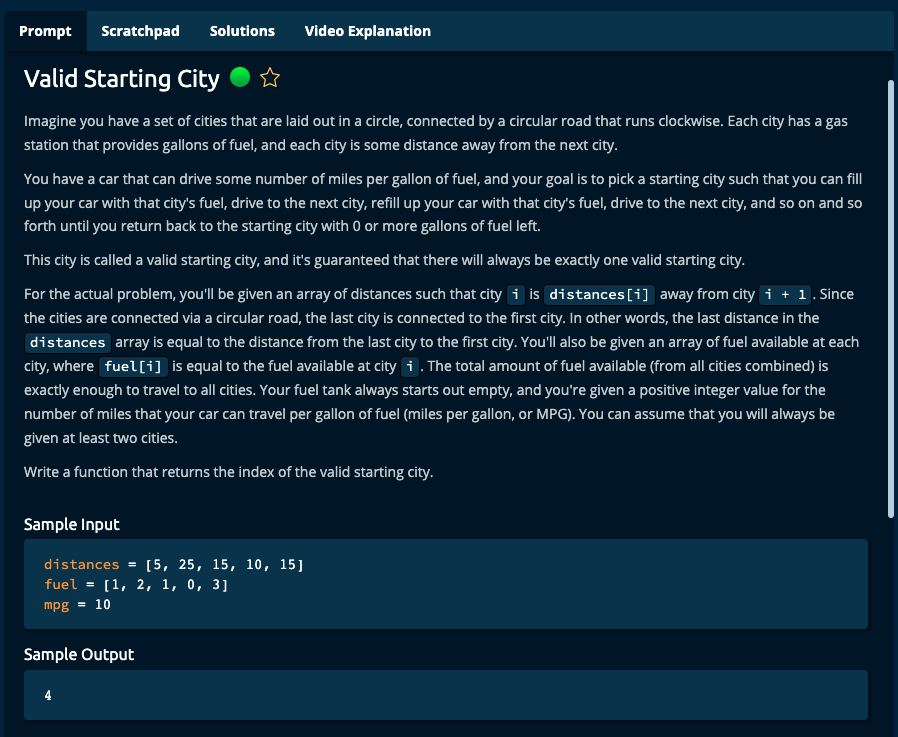 Prompt Scratchpad Solutions Video Explanation
Valid Starting City
Imagine you have a set of cities that are laid out in a circle, connected by a circular road that runs clockwise. Each city has a gas
station that provides gallons of fuel, and each city is some distance away from the next city.
You have a car that can drive some number of miles per gallon of fuel, and your goal is to pick a starting city such that you can fill
up your car with that city's fuel, drive to the next city, refill up your car with that city's fuel, drive to the next city, and so on and so
forth until you return back to the starting city with 0 or more gallons of fuel left.
This city is called a valid starting city, and it's guaranteed that there will always be exactly one valid starting city.
For the actual problem, you'll be given an array of distances such that city i is distances[i] away from city i + 1. Since
the cities are connected via a circular road, the last city is connected to the first city. In other words, the last distance in the
distances array is equal to the distance from the last city to the first city. You'll also be given an array of fuel available at each
city, where fuel[i] is equal to the fuel available at city i. The total amount of fuel available (from all cities combined) is
exactly enough to travel to all cities. Your fuel tank always starts out empty, and you're given a positive integer value for the
number of miles that your car can travel per gallon of fuel (miles per gallon, or MPG). You can assume that you will always be
given at least two cities.
Write a function that returns the index of the valid starting city.
Sample Input
distances = [5, 25, 15, 10, 15]
fuel = [1, 2, 1, 0, 3]
mpg = 10
Sample Output
4